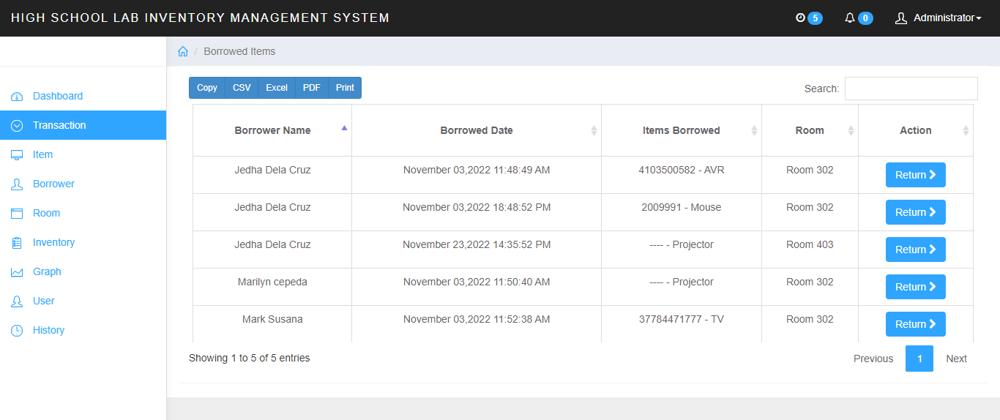 HIGH SCHOOL LAB INVENTORY MANAGEMENT SYSTEM 5 0 Administrator
Borrowed Items
Dashboard
Transaction
Item
Borrower
Room
Inventory
Graph
User
History
Copy CSV Excel PDF Print Search:
Borrower Name Borrowed Date Items Borrowed Room Action
Jedha Dela Cruz November 03,2022 11:48:49 AM 4103500582 - AVR Room 302 Return
Jedha Dela Cruz November 03,2022 18:48:52 PM 2009991 - Mouse Room 302 Return
Jedha Dela Cruz November 23,2022 14:35:52 PM ---- - Projector Room 403 Return
Marilyn cepeda November 03,2022 11:50:40 AM ---- - Projector Room 302 Return
Mark Susana November 03,2022 11:52:38 AM 37784471777 - TV Room 302 Return
Showing 1 to 5 of 5 entries Previous 1 Next